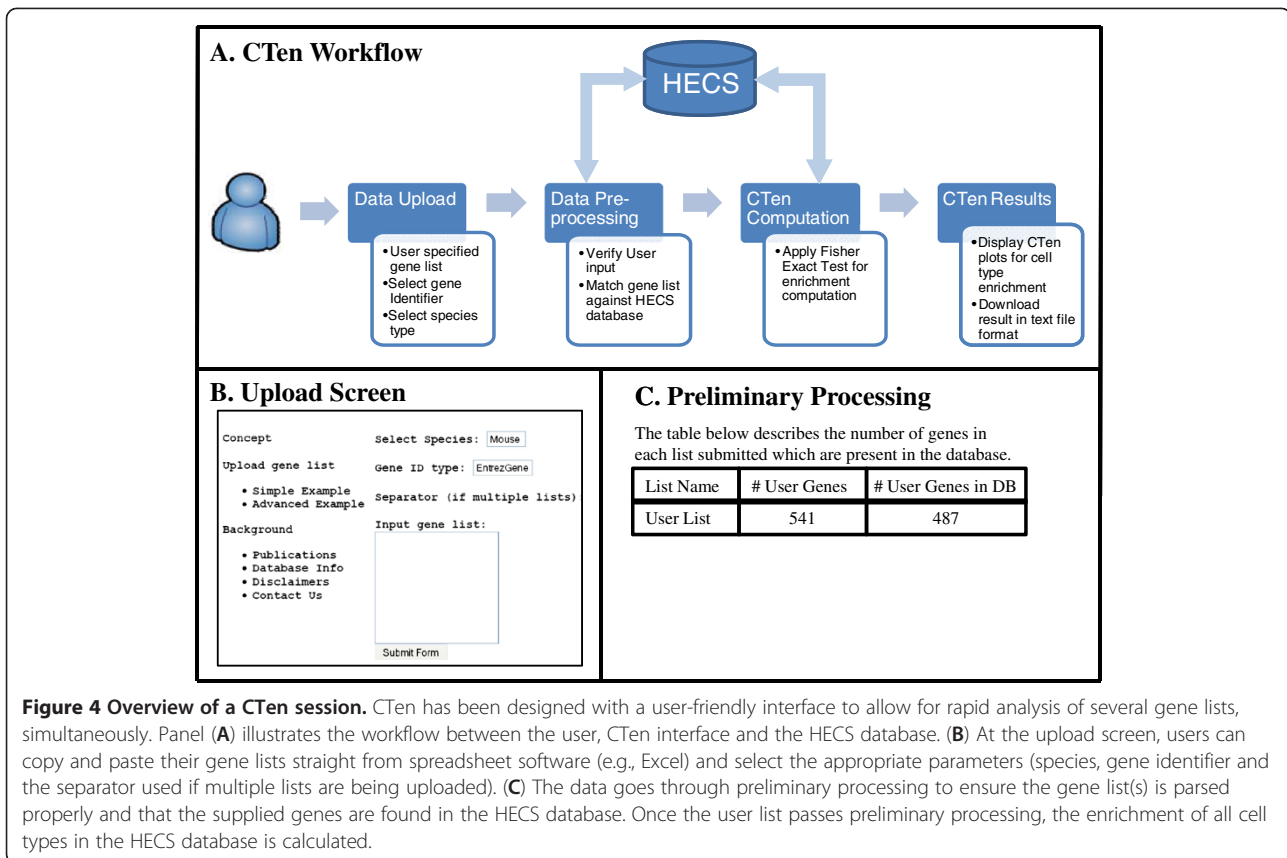 A. CTen Workflow
HECS
Data Upload
•User specified
gene list
•Select gene
Identifier
•Select species
type
Data Pre-
processing
•Verify User
input
•Match gene list
against HECS
database
CTen
Computation
•Apply Fisher
Exact Test for
enrichment
computation
CTen Results
•Display CTen
plots for cell
type
enrichment
•Download
result in text file
format
B. Upload Screen
Concept
Upload gene list
• Simple Example
• Advanced Example
Background
• Publications
• Database Info
• Disclaimers
• Contact Us
Select Species: Mouse
Gene ID type: EntrezGene
Separator (if multiple lists)
Input gene list:
Submit Form
C. Preliminary Processing
The table below describes the number of genes in
each list submitted which are present in the database.
List Name # User Genes # User Genes in DB
User List 541 487
Figure 4 Overview of a CTen session. CTen has been designed with a user-friendly interface to allow for rapid analysis of several gene lists,
simultaneously. Panel (A) illustrates the workflow between the user, CTen interface and the HECS database. (B) At the upload screen, users can
copy and paste their gene lists straight from spreadsheet software (e.g., Excel) and select the appropriate parameters (species, gene identifier and
the separator used if multiple lists are being uploaded). (C) The data goes through preliminary processing to ensure the gene list(s) is parsed
properly and that the supplied genes are found in the HECS database. Once the user list passes preliminary processing, the enrichment of all cell
types in the HECS database is calculated.